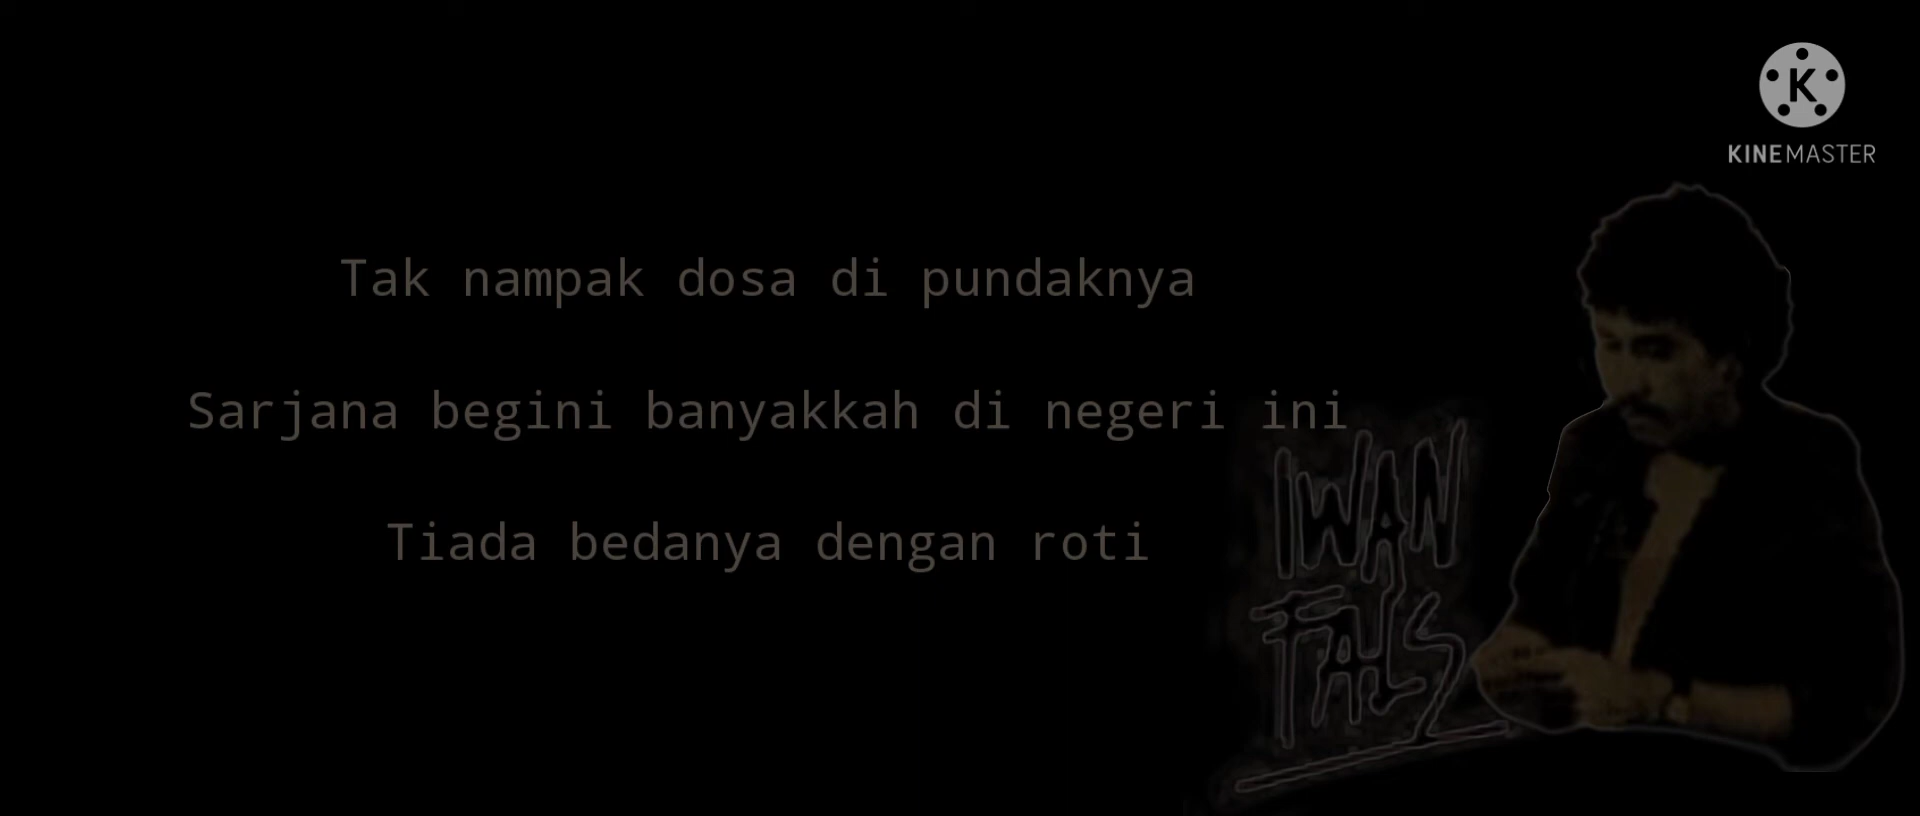 KINEMASTER
Tak nampak dosa di pundaknya
Sarjana begini banyakkah di negeri ini
Tiada bedanya dengan roti
IWAN
FALS